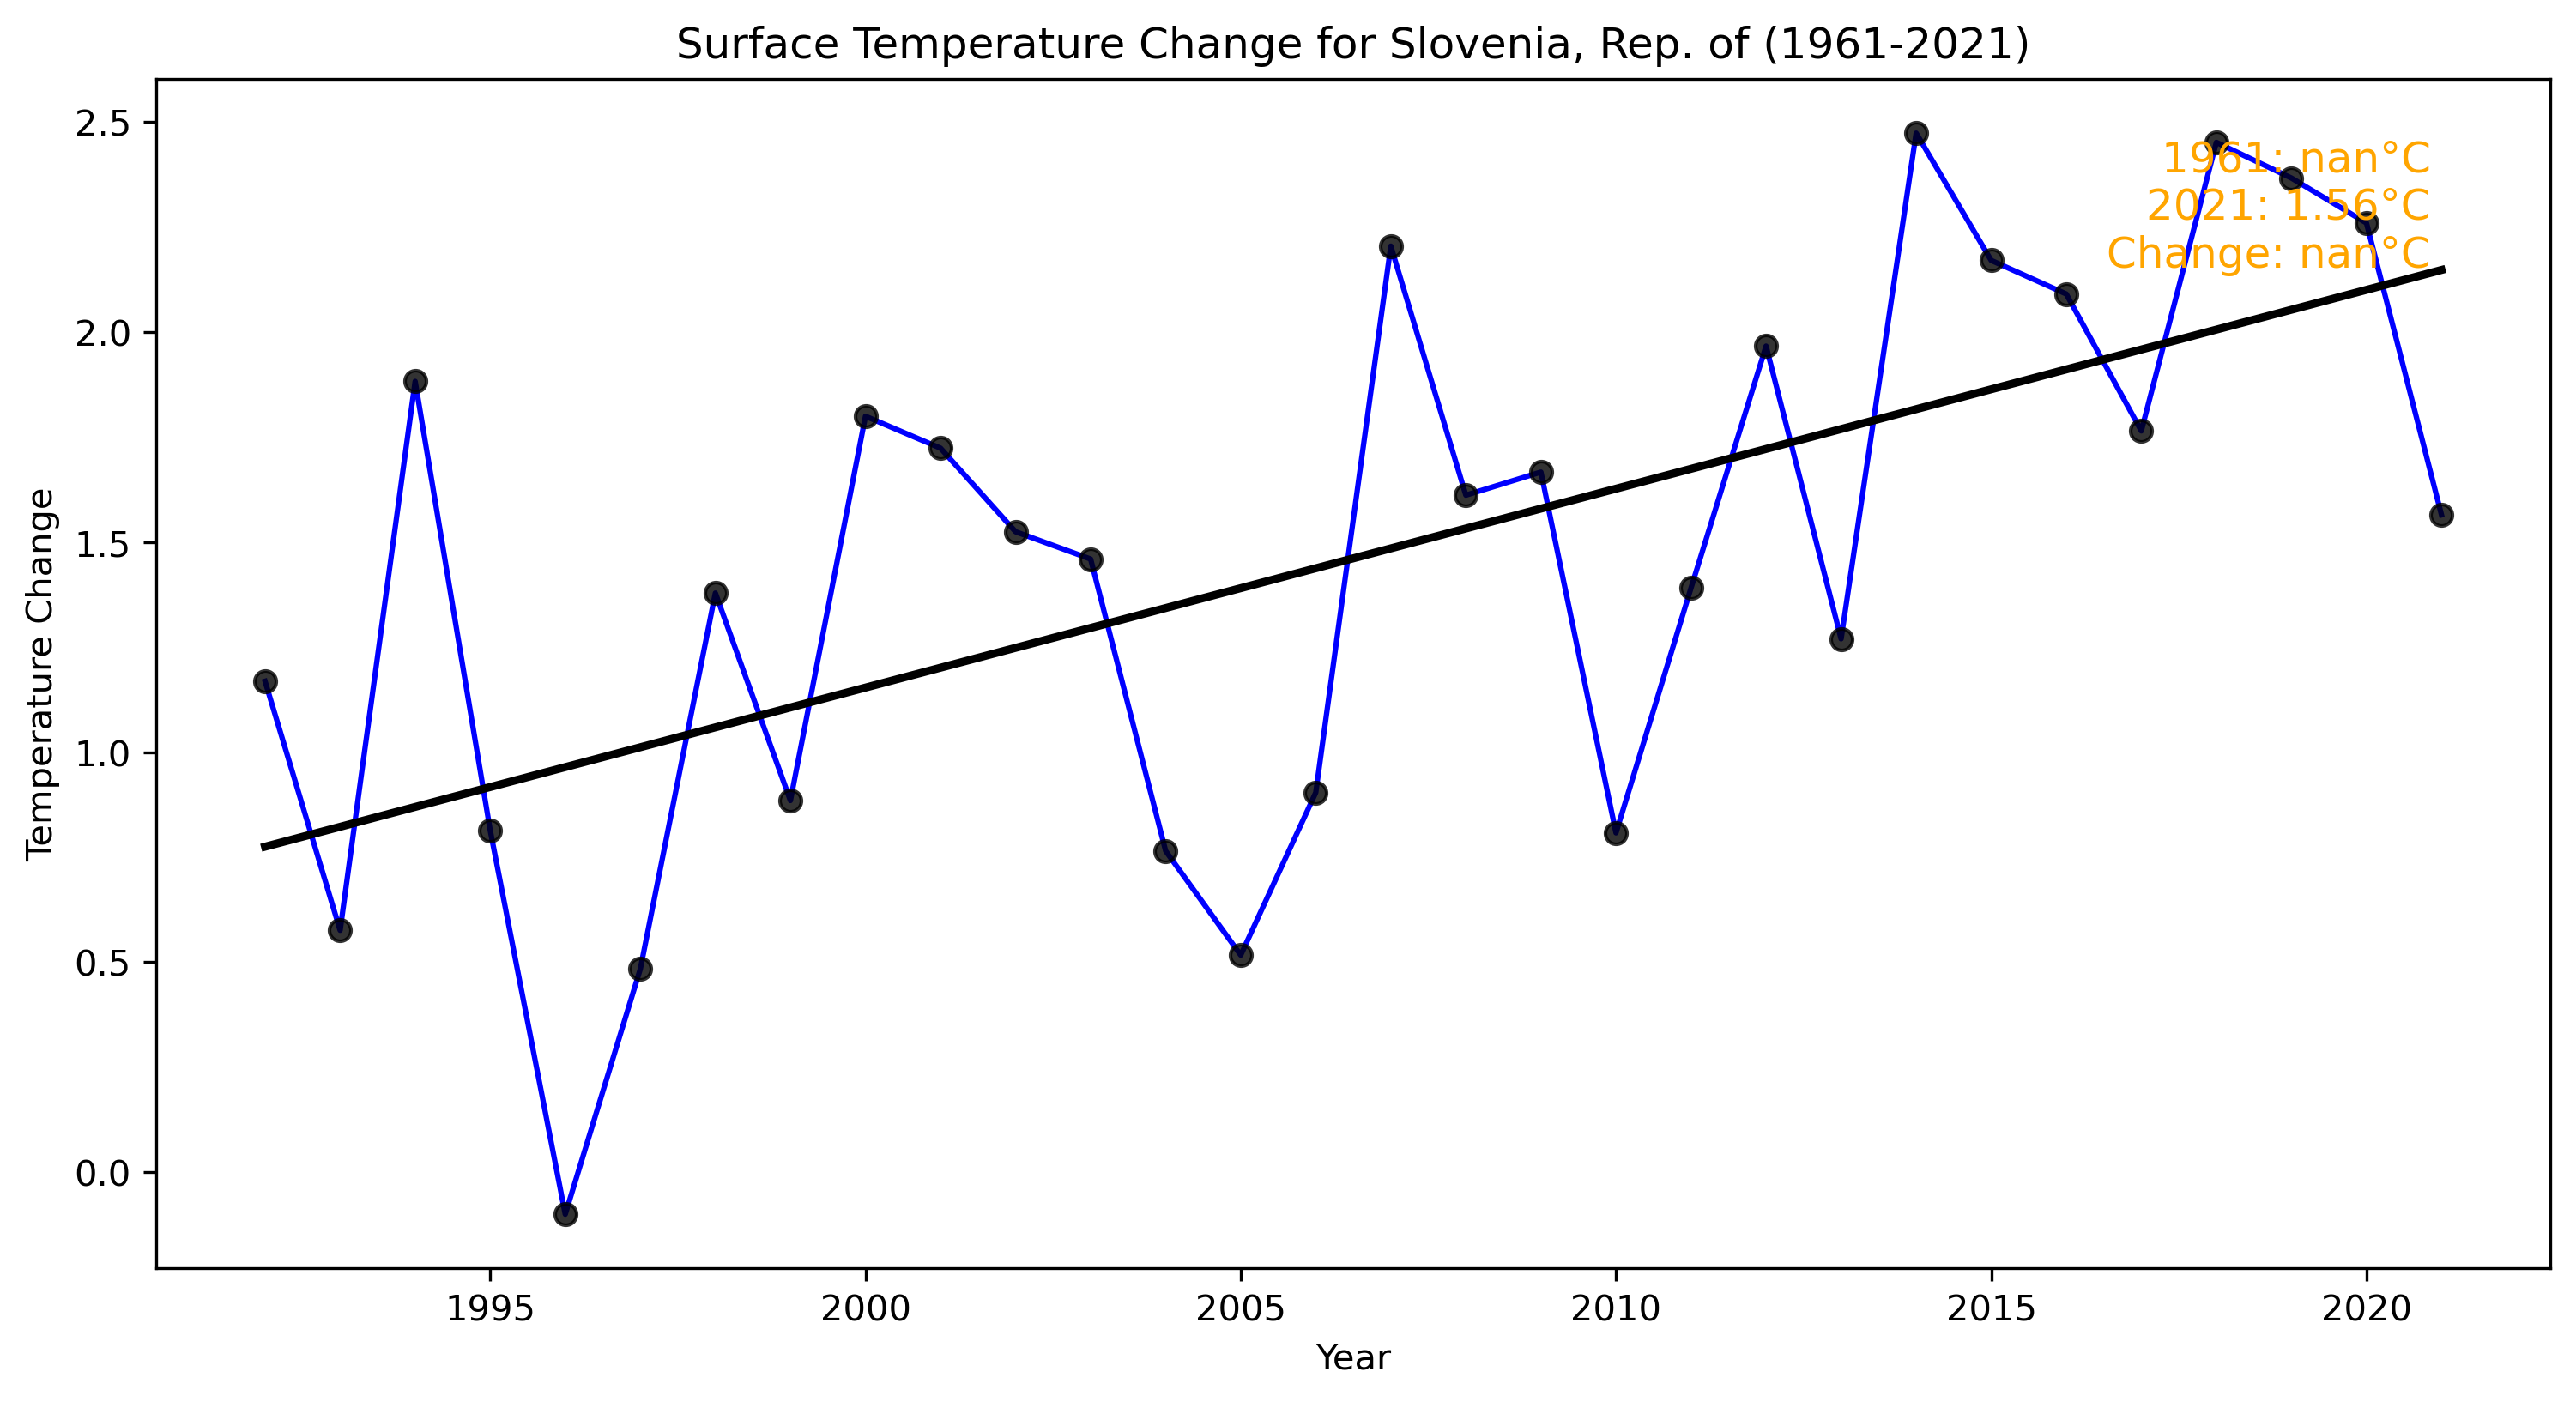 Surface Temperature Change for Slovenia, Rep. of (1961-2021)
2.5
2.0
1.5
1.0
0.5
0.0
Temperature Change
1961: nan°C
2021: 1.56°C
Change: nan°C
1995
2000
2005
2010
2015
2020
Year